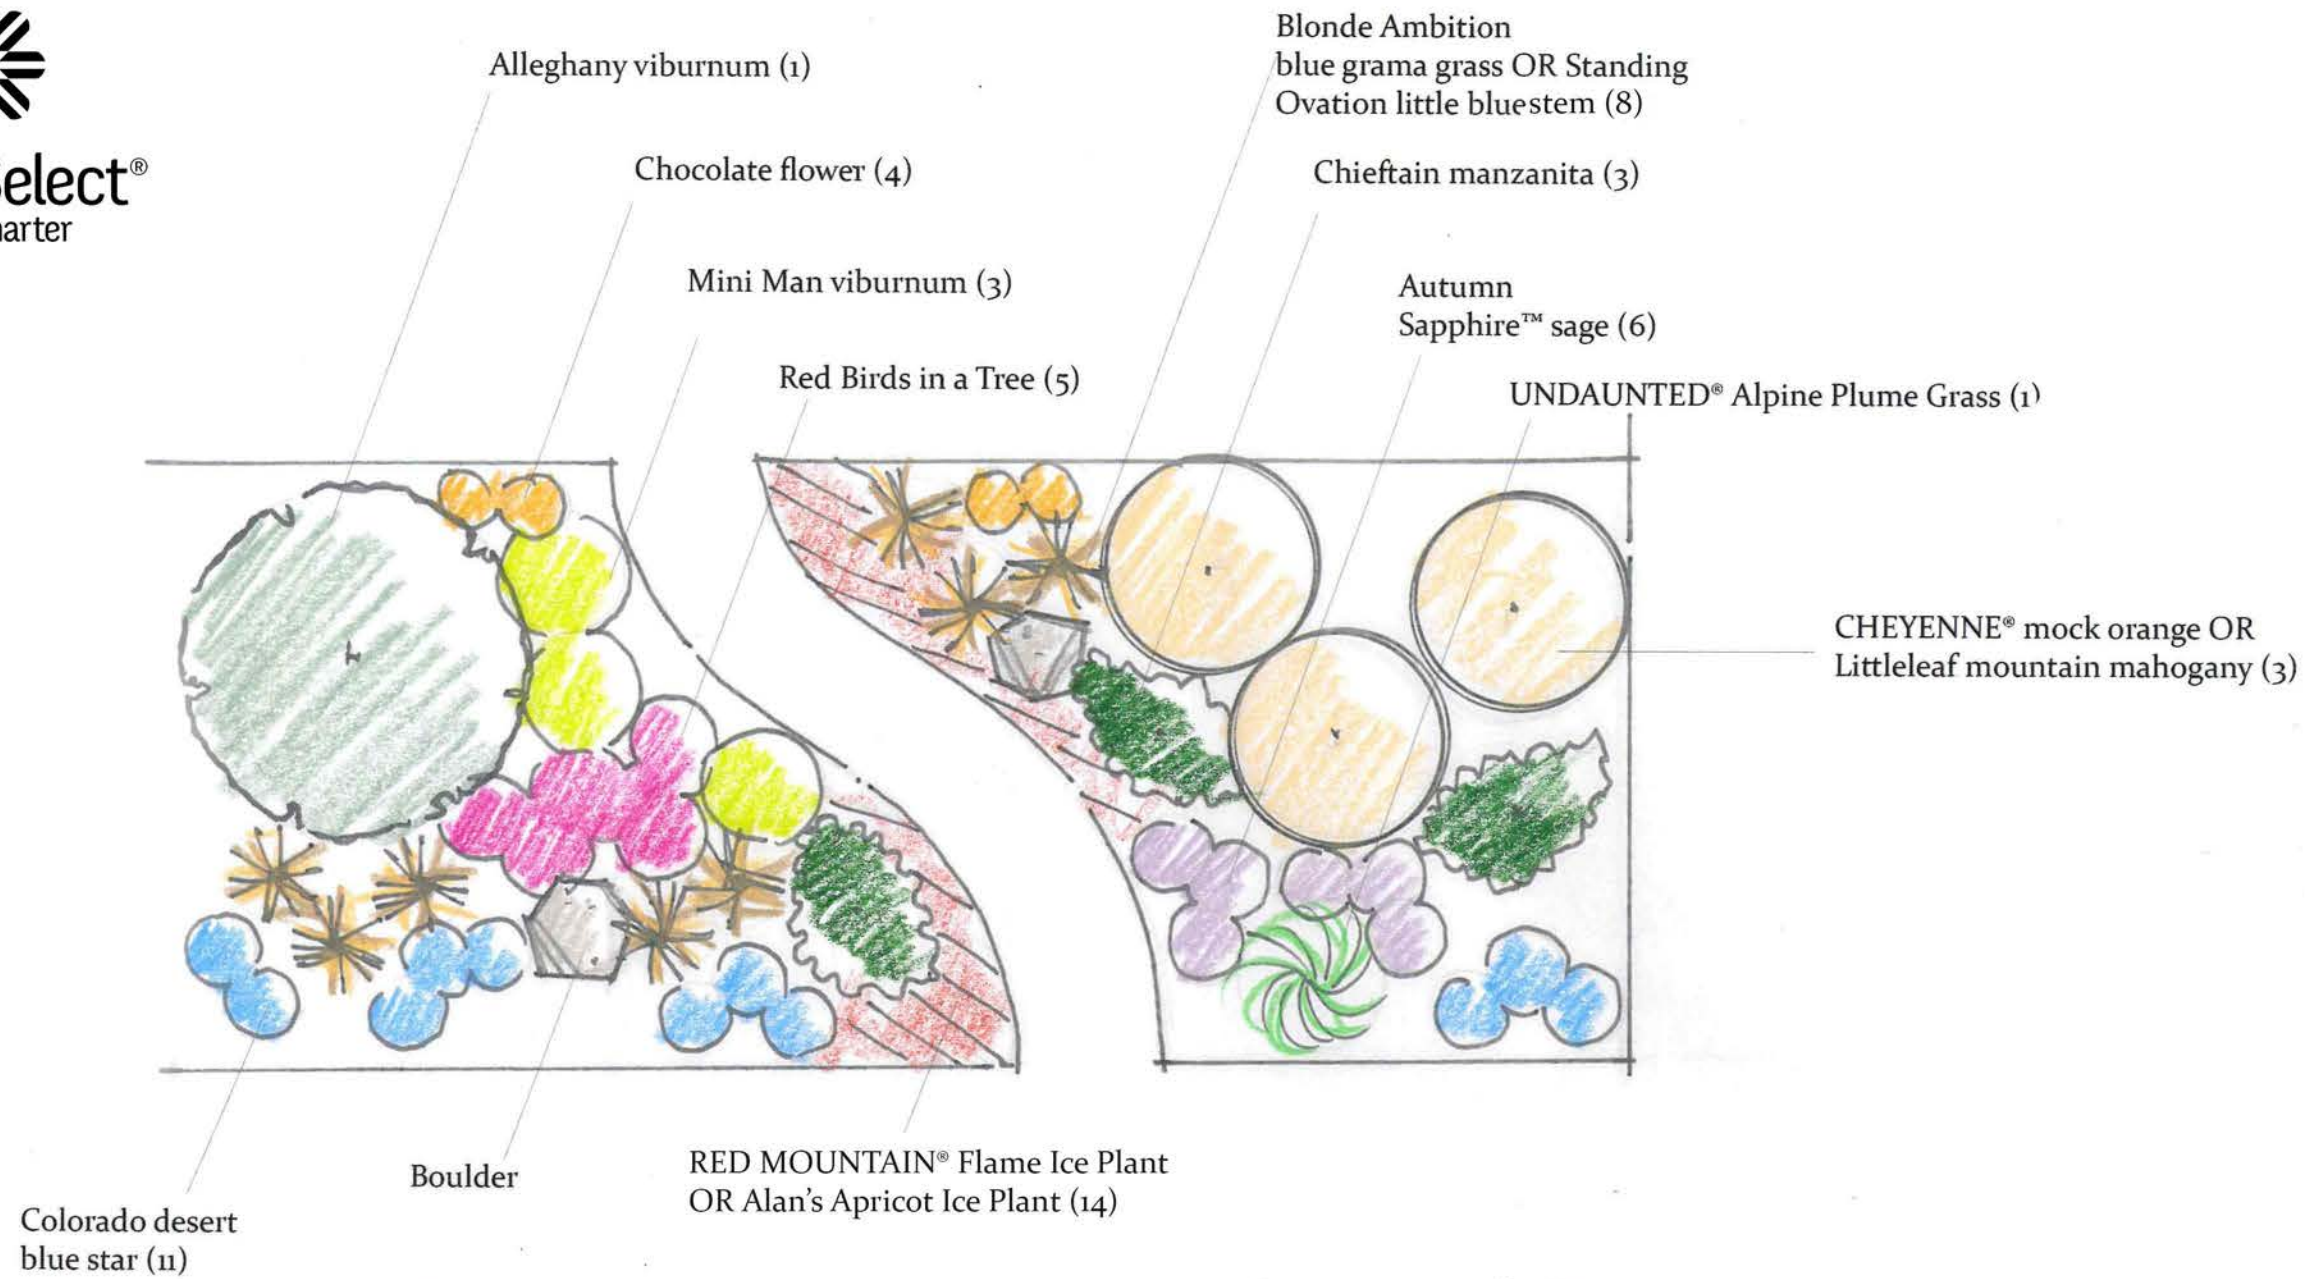 Select®
Alleghany viburnum (1)
Chocolate flower (4)
Mini Man viburnum (3)
Red Birds in a Tree (5)
Blonde Ambition
blue grama grass OR Standing
Ovation little bluestem (8)
Chieftain manzanita (3)
Autumn
Sapphire™ sage (6)
UNDAUNTED® Alpine Plume Grass (1)
CHEYENNE® mock orange OR
Littleleaf mountain mahogany (3)
Colorado desert
blue star (11)
Boulder
RED MOUNTAIN® Flame Ice Plant
OR Alan's Apricot Ice Plant (14)